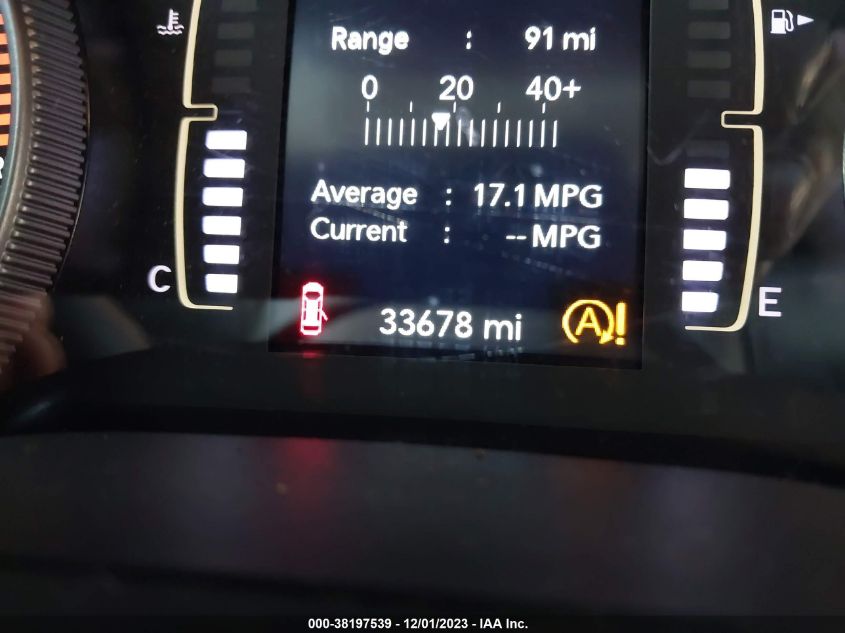 Range : 91 mi
0 20 40+
Average : 17.1 MPG
Current : -- MPG
C
E
33678 mi
A!
000-38197539 - 12/01/2023 - IAA Inc.